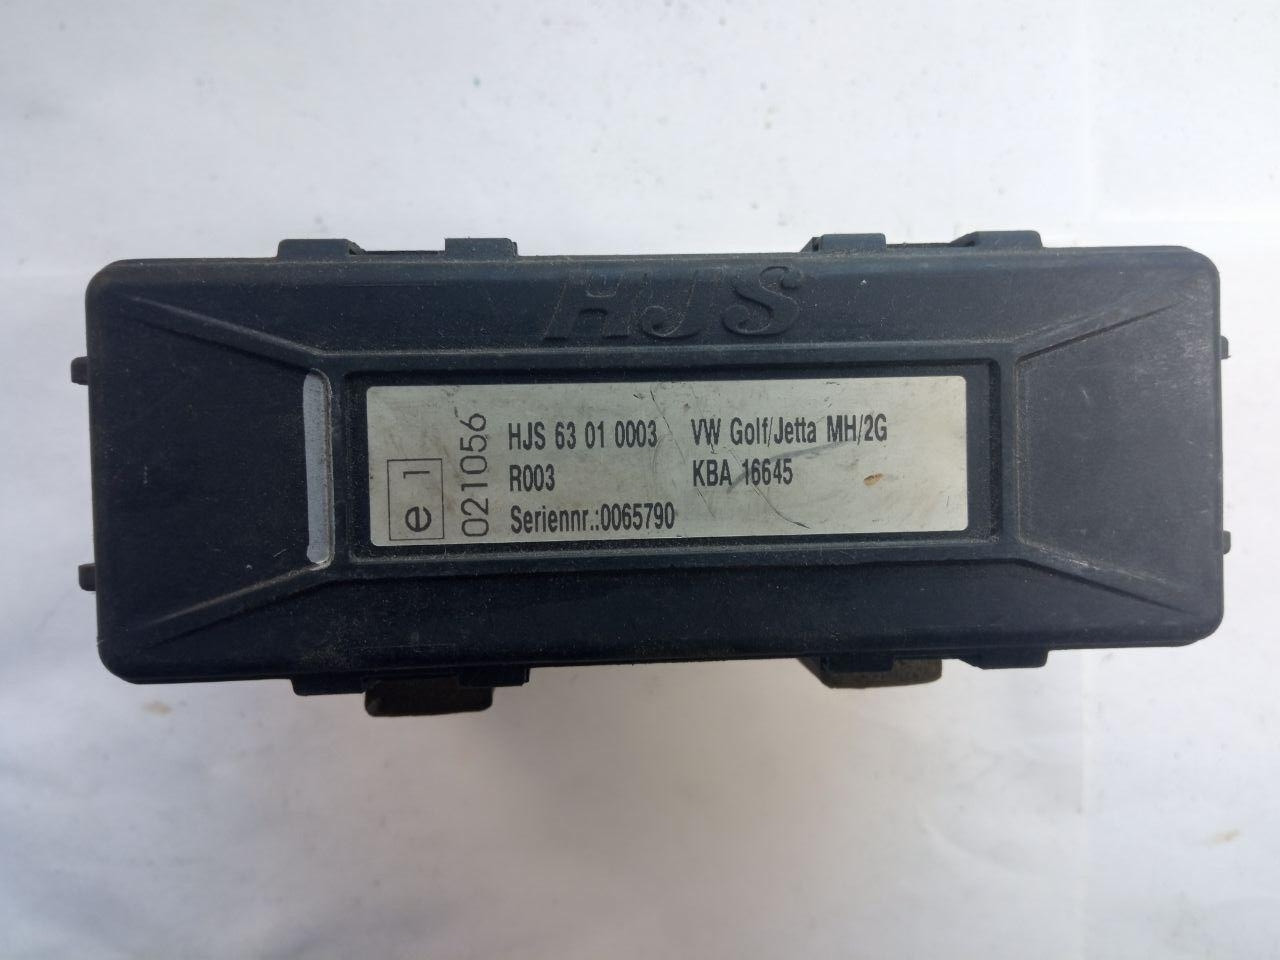 HJS
HJS 63 01 0003 VW Golf/Jetta MH/2G
R003 KBA 16645
Seriennr.:0065790
e 1
021056